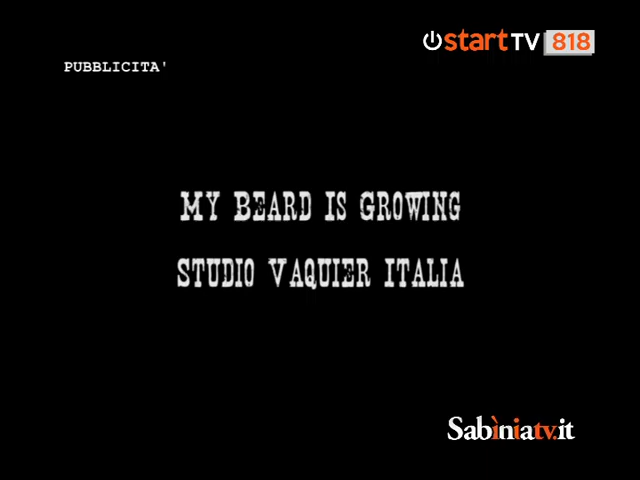 startTV 818
PUBBLICITA'
MY BEARD IS GROWING
STUDIO VAQUIER ITALIA
Sabìniatv.it